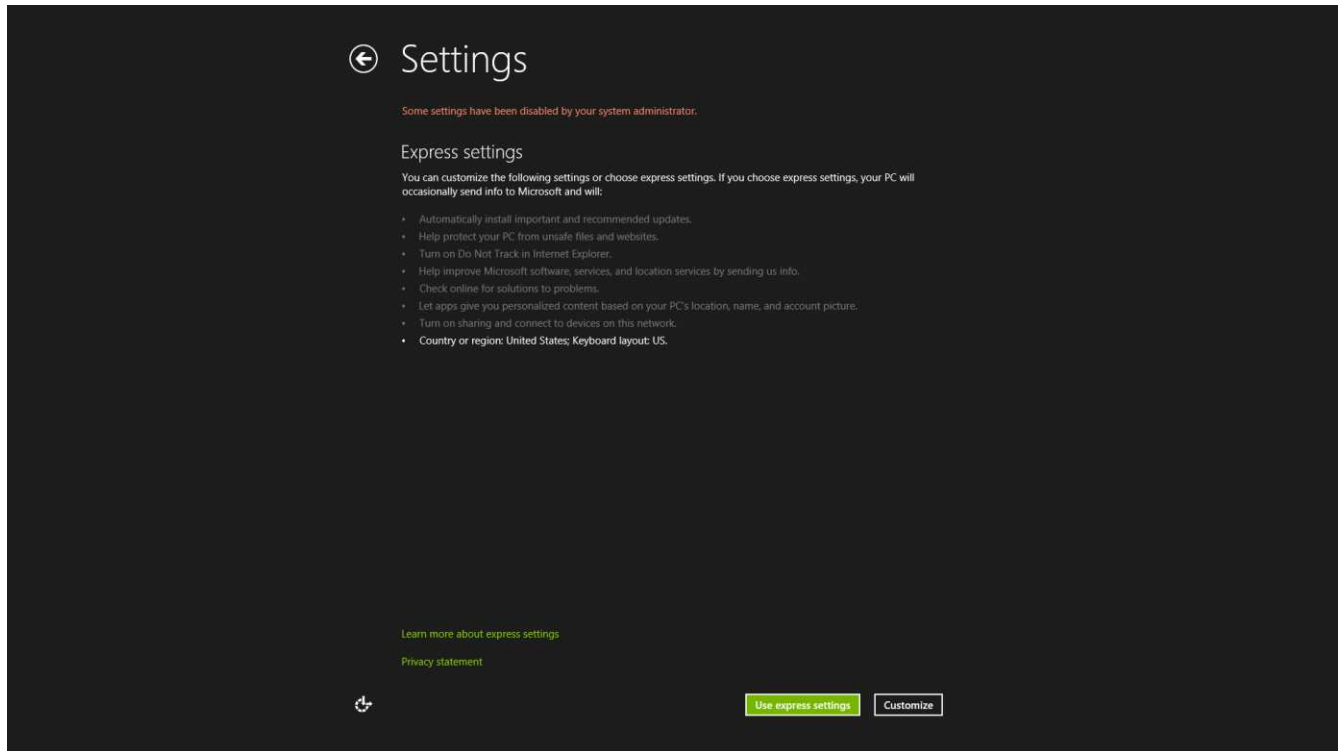 Settings
Some settings have been disabled by your system administrator.
Express settings
You can customize the following settings or choose express settings. If you choose express settings, your PC will
occasionally send info to Microsoft and will:
• Automatically install important and recommended updates.
• Help protect your PC from unsafe files and websites.
• Turn on Do Not Track in Internet Explorer.
• Help improve Microsoft software, services, and location services by sending us info.
• Check online for solutions to problems.
• Let apps give you personalized content based on your PC's location, name, and account picture.
• Turn on sharing and connect to devices on this network.
• Country or region: United States; Keyboard layout: US.
Learn more about express settings
Privacy statement
Use express settings
Customize